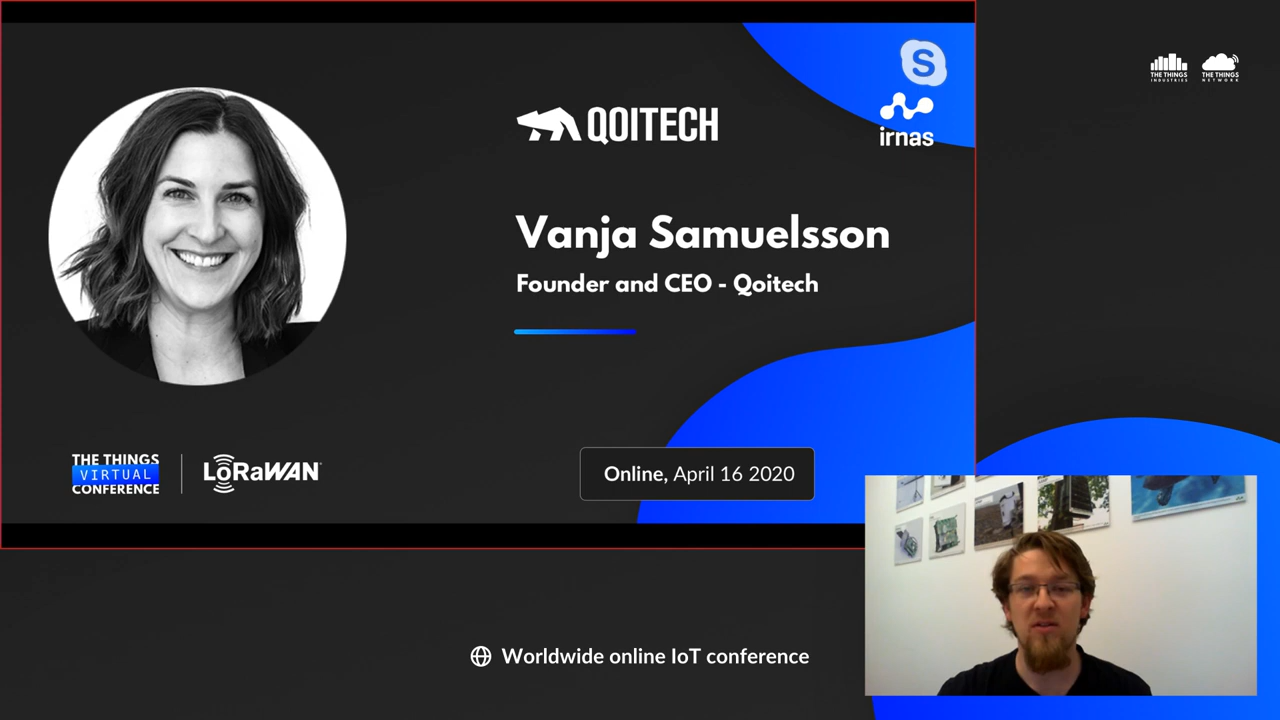 S
THE THINGS
INDUSTRIES
THE THINGS
NETWORK
QOITECH
irnas
Vanja Samuelsson
Founder and CEO - Qoitech
THE THINGS
VIRTUAL
CONFERENCE
LoRaWAN
Online, April 16 2020
Worldwide online IoT conference